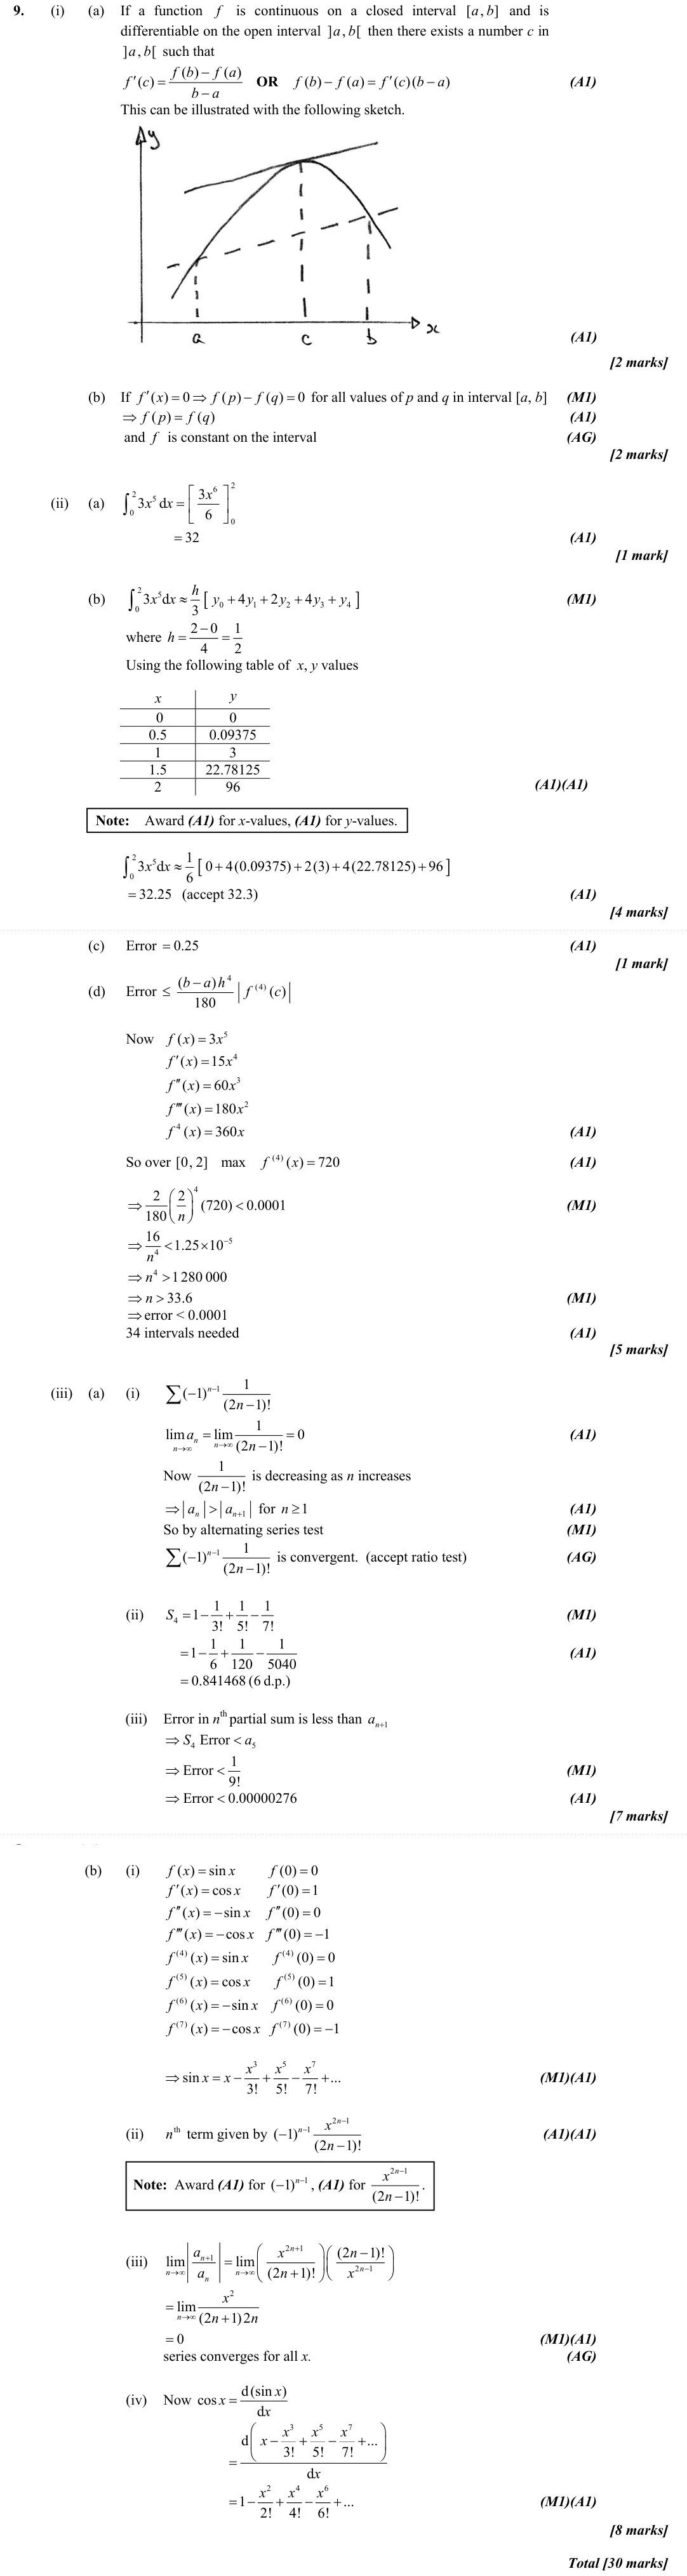 9. (i) (a) If a function f is continuous on a closed interval [a, b] and is
differentiable on the open interval ]a, b[ then there exists a number c in
]a, b[ such that
f′(c) = (f(b) − f(a))/(b − a) OR f(b) − f(a) = f′(c)(b − a) (A1)
This can be illustrated with the following sketch.
y
x
a c b
(A1)
[2 marks]
(b) If f′(x) = 0 ⇒ f(p) − f(q) = 0 for all values of p and q in interval [a, b] (M1)
⇒ f(p) = f(q) (A1)
and f is constant on the interval (AG)
[2 marks]
(ii) (a) ∫₀² 3x⁵ dx = [3x⁶/6]₀²
= 32 (A1)
[1 mark]
(b) ∫₀² 3x⁵dx ≈ h/3 [y₀ + 4y₁ + 2y₂ + 4y₃ + y₄] (M1)
where h = (2 − 0)/4 = 1/2
Using the following table of x, y values
x y
0 0
0.5 0.09375
1 3
1.5 22.78125
2 96 (A1)(A1)
Note: Award (A1) for x-values, (A1) for y-values.
∫₀² 3x⁵dx ≈ 1/6 [0 + 4(0.09375) + 2(3) + 4(22.78125) + 96]
= 32.25 (accept 32.3) (A1)
[4 marks]
(c) Error = 0.25 (A1)
[1 mark]
(d) Error ≤ ((b − a)h⁴/180) |f⁽⁴⁾(c)|
Now f(x) = 3x⁵
f′(x) = 15x⁴
f″(x) = 60x³
f‴(x) = 180x²
f⁴(x) = 360x (A1)
So over [0, 2] max f⁽⁴⁾(x) = 720 (A1)
⇒ 2/180 (2/n)⁴ (720) < 0.0001 (M1)
⇒ 16/n⁴ < 1.25×10⁻⁵
⇒ n⁴ > 1 280 000
⇒ n > 33.6 (M1)
⇒ error < 0.0001
34 intervals needed (A1)
[5 marks]
(iii) (a) (i) ∑(−1)ⁿ⁻¹ 1/(2n−1)!
lim n→∞ aₙ = lim n→∞ 1/(2n−1)! = 0 (A1)
Now 1/(2n−1)! is decreasing as n increases
⇒ |aₙ| > |aₙ₊₁| for n ≥ 1 (A1)
So by alternating series test (M1)
∑(−1)ⁿ⁻¹ 1/(2n−1)! is convergent. (accept ratio test) (AG)
(ii) S₄ = 1 − 1/3! + 1/5! − 1/7! (M1)
= 1 − 1/6 + 1/120 − 1/5040 (A1)
= 0.841468 (6 d.p.)
(iii) Error in nᵗʰ partial sum is less than aₙ₊₁
⇒ S₄ Error < a₅
⇒ Error < 1/9! (M1)
⇒ Error < 0.00000276 (A1)
[7 marks]
(b) (i) f(x) = sin x f(0) = 0
f′(x) = cos x f′(0) = 1
f″(x) = −sin x f″(0) = 0
f‴(x) = −cos x f‴(0) = −1
f⁽⁴⁾(x) = sin x f⁽⁴⁾(0) = 0
f⁽⁵⁾(x) = cos x f⁽⁵⁾(0) = 1
f⁽⁶⁾(x) = −sin x f⁽⁶⁾(0) = 0
f⁽⁷⁾(x) = −cos x f⁽⁷⁾(0) = −1
⇒ sin x = x − x³/3! + x⁵/5! − x⁷/7! + ... (M1)(A1)
(ii) nᵗʰ term given by (−1)ⁿ⁻¹ x²ⁿ⁻¹/(2n−1)! (A1)(A1)
Note: Award (A1) for (−1)ⁿ⁻¹, (A1) for x²ⁿ⁻¹/(2n−1)!.
(iii) lim n→∞ |aₙ₊₁/aₙ| = lim n→∞ (x²ⁿ⁺¹/(2n+1)!)((2n−1)!/x²ⁿ⁻¹)
= lim n→∞ x²/((2n+1)2n)
= 0 (M1)(A1)
series converges for all x. (AG)
(iv) Now cos x = d(sin x)/dx
= d(x − x³/3! + x⁵/5! − x⁷/7! + ...)/dx
= 1 − x²/2! + x⁴/4! − x⁶/6! + ... (M1)(A1)
[8 marks]
Total [30 marks]